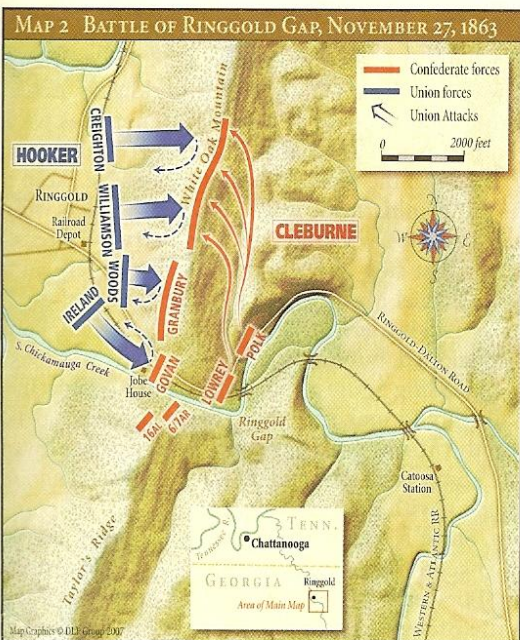 MAP 2 BATTLE OF RINGGOLD GAP, NOVEMBER 27, 1863
Confederate forces
Union forces
Union Attacks
0 2000 feet
HOOKER
CREIGHTON
White Oak Mountain
RINGGOLD
WILLIAMSON
Railroad
Depot
CLEBURNE
N
W E
S
WOODS
IRELAND
GRANBURY
S. Chickamauga Creek
Jobe
House
GOVAN
LOWREY
POLK
RINGGOLD-DALTON ROAD
16AL
6/7AR
Ringgold
Gap
Catoosa
Station
WESTERN & ATLANTIC RR
Taylor's Ridge
TENN.
Tennessee R.
Chattanooga
GEORGIA
Ringgold
Area of Main Map
Map Graphics © DLF Group 2007